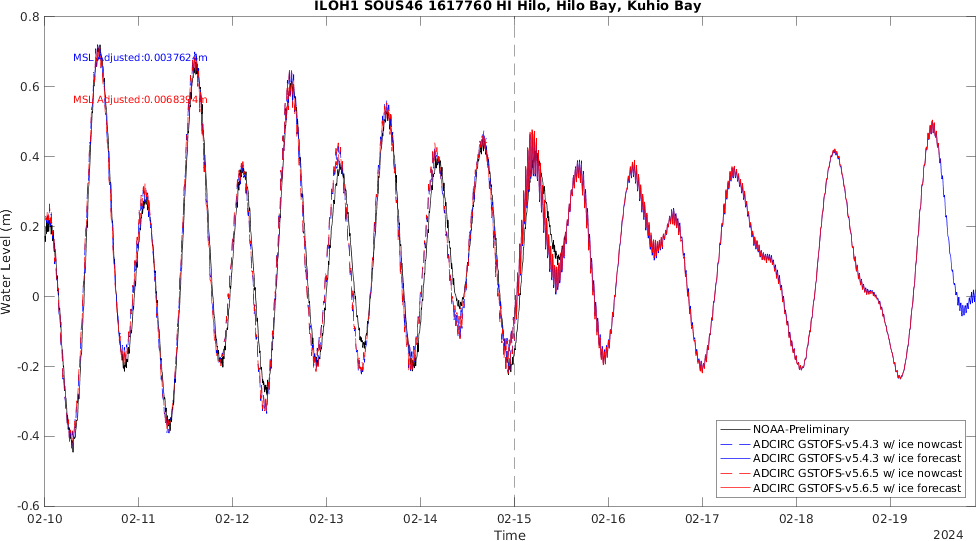 ILOH1 SOUS46 1617760 HI Hilo, Hilo Bay, Kuhio Bay
0.8
0.6
0.4
0.2
0
-0.2
-0.4
-0.6
Water Level (m)
MSL Adjusted:0.0037624m
MSL Adjusted:0.0068394m
NOAA-Preliminary
ADCIRC GSTOFS-v5.4.3 w/ ice nowcast
ADCIRC GSTOFS-v5.4.3 w/ ice forecast
ADCIRC GSTOFS-v5.6.5 w/ ice nowcast
ADCIRC GSTOFS-v5.6.5 w/ ice forecast
02-10 02-11 02-12 02-13 02-14 02-15 02-16 02-17 02-18 02-19
Time
2024